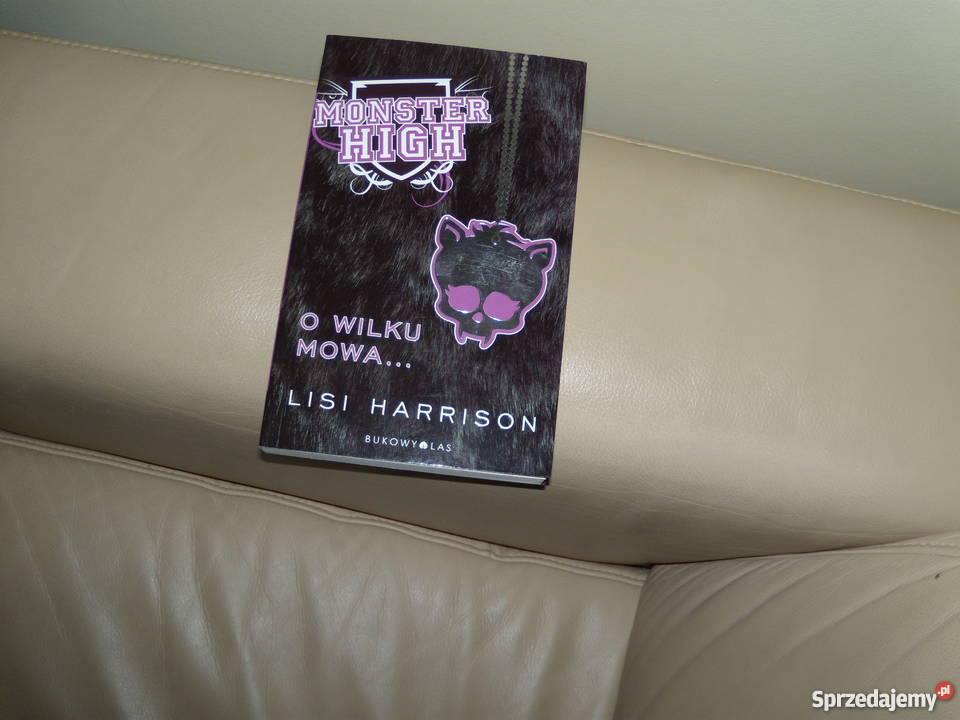 MONSTER
HIGH
O WILKU
MOWA...
LISI HARRISON
BUKOWY LAS
Sprzedajemy.pl